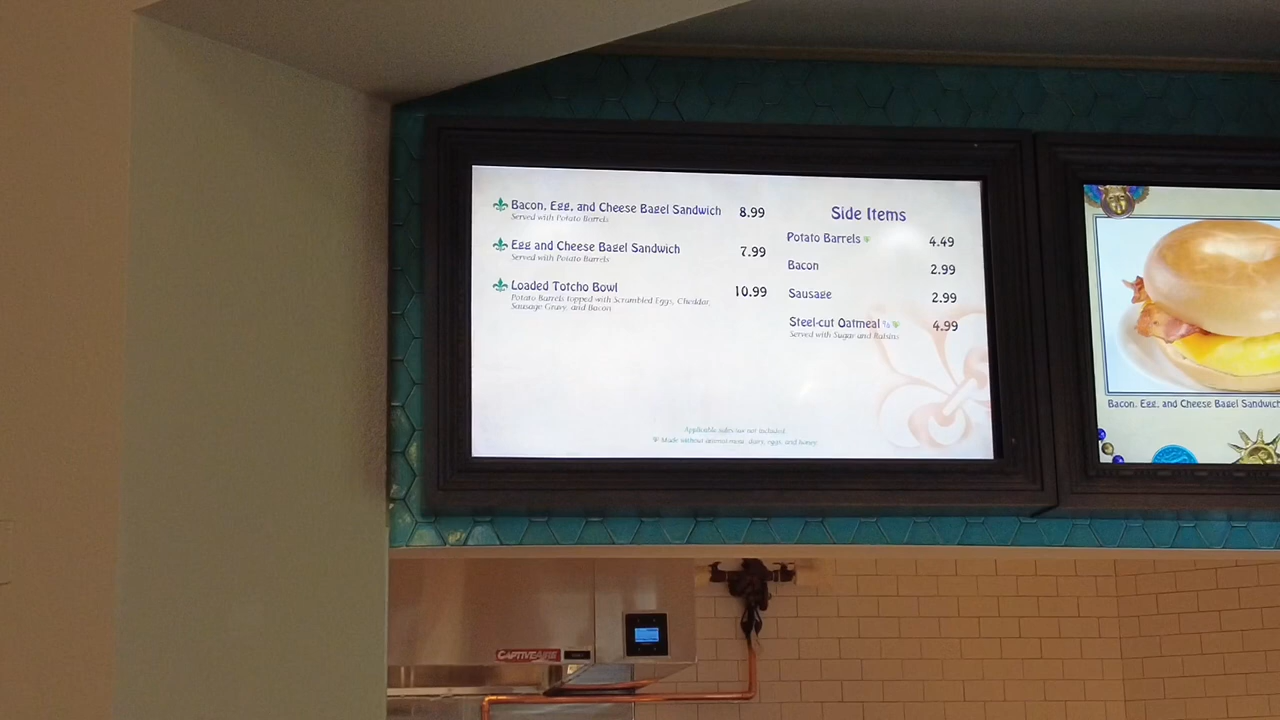 Bacon, Egg, and Cheese Bagel Sandwich 8.99
Served with Potato Barrels
Egg and Cheese Bagel Sandwich 7.99
Served with Potato Barrels
Loaded Totcho Bowl 10.99
Potato Barrels topped with Scrambled Eggs, Cheddar,
Sausage Gravy, and Bacon
Side Items
Potato Barrels 4.49
Bacon 2.99
Sausage 2.99
Steel-cut Oatmeal 4.99
Served with Sugar and Raisins
Applicable sales tax not included.
Made without animal meat, dairy, eggs, and honey
Bacon, Egg, and Cheese Bagel Sandwich
CAPTIVEAIRE